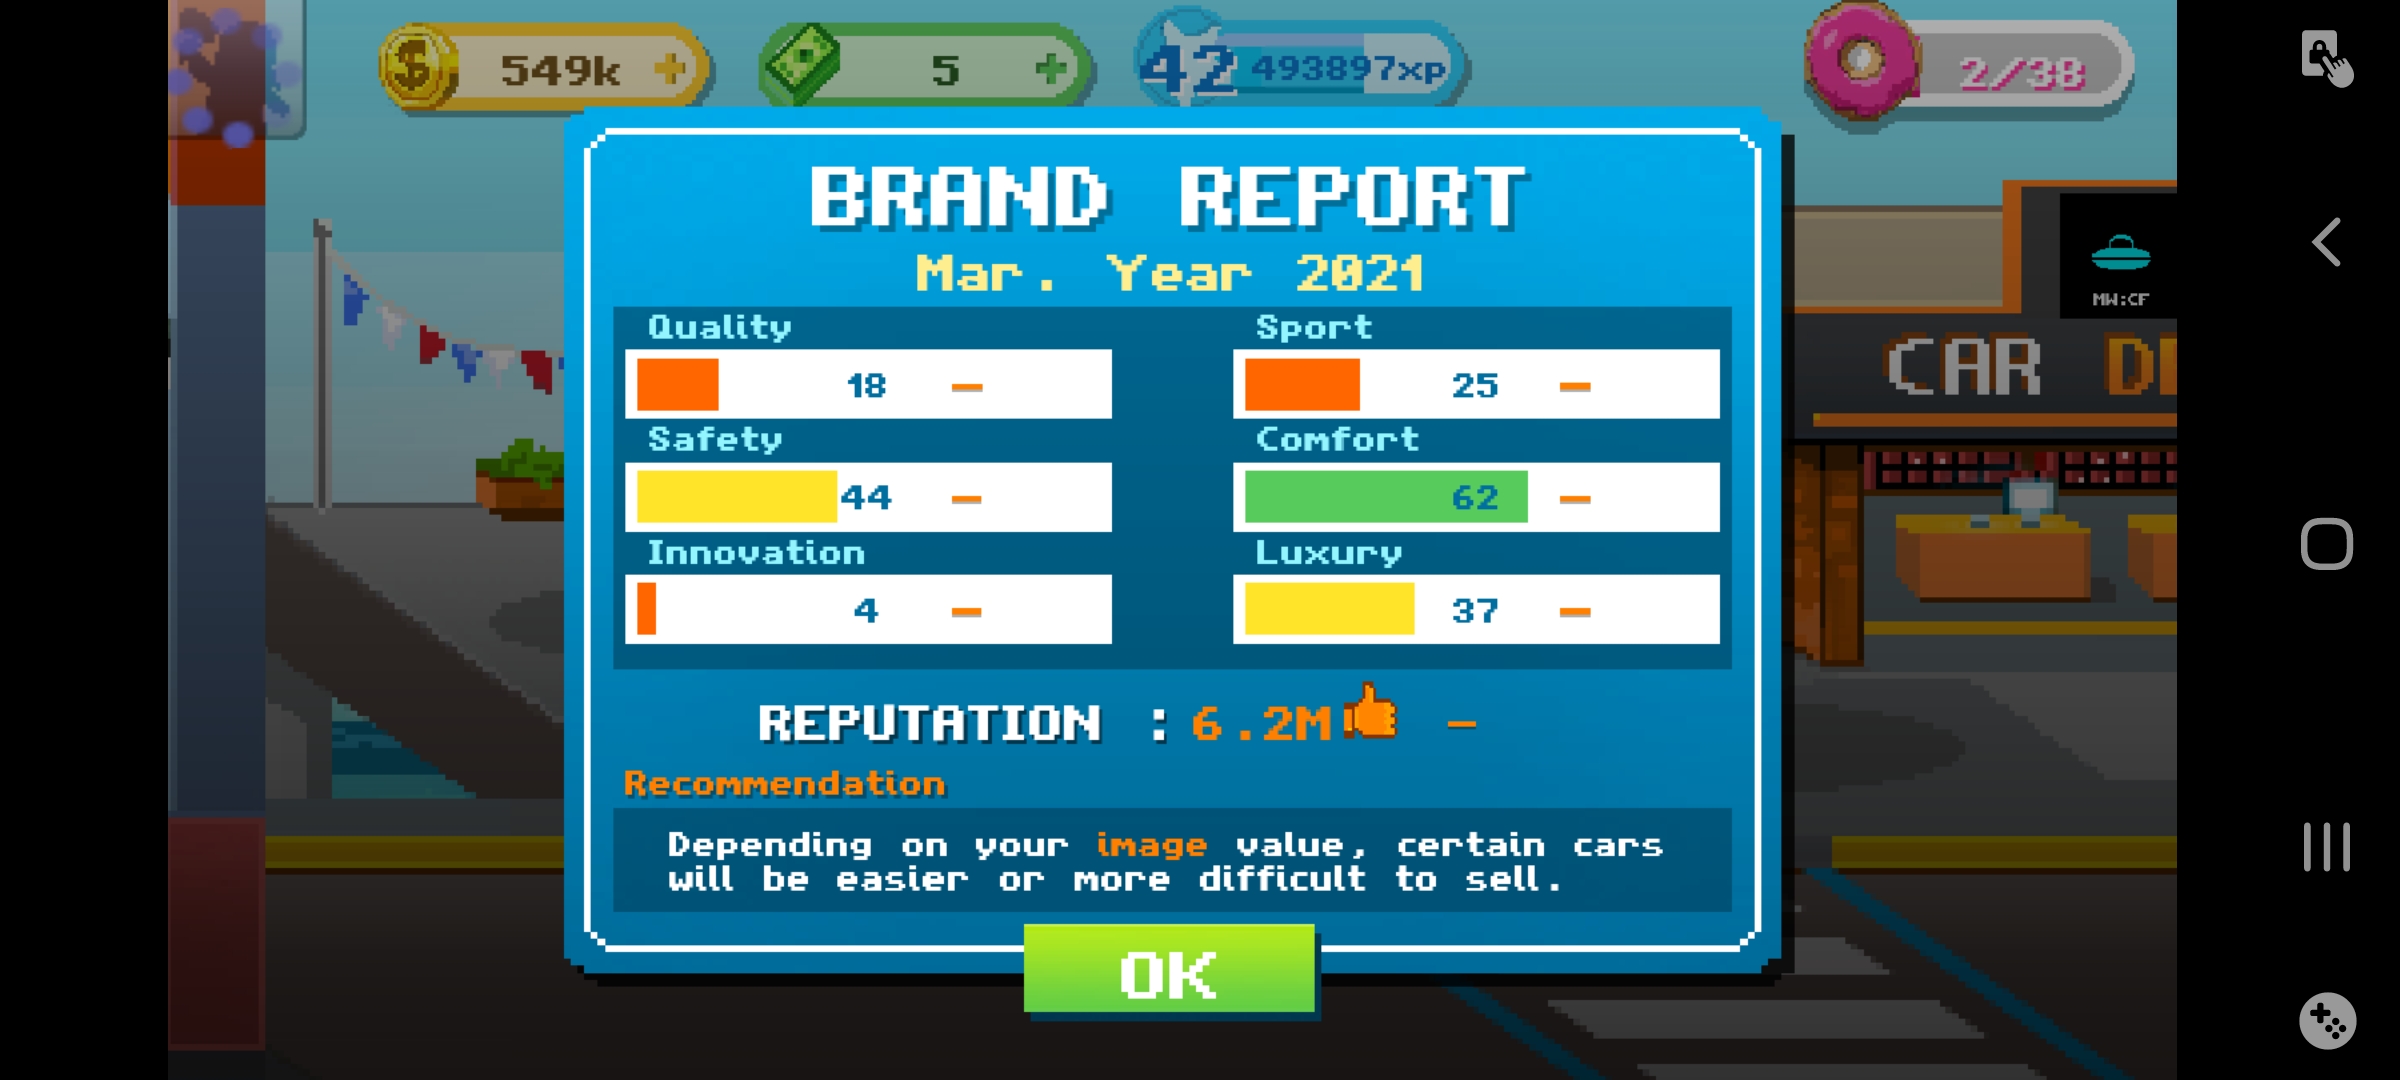 549k +
5 +
42 493897xp
2/38
BRAND REPORT
Mar. Year 2021
Quality
Sport
18 –
25 –
Safety
Comfort
44 –
62 –
Innovation
Luxury
4 –
37 –
REPUTATION : 6.2M –
Recommendation
Depending on your image value, certain cars
will be easier or more difficult to sell.
OK
MW:CF
CAR D